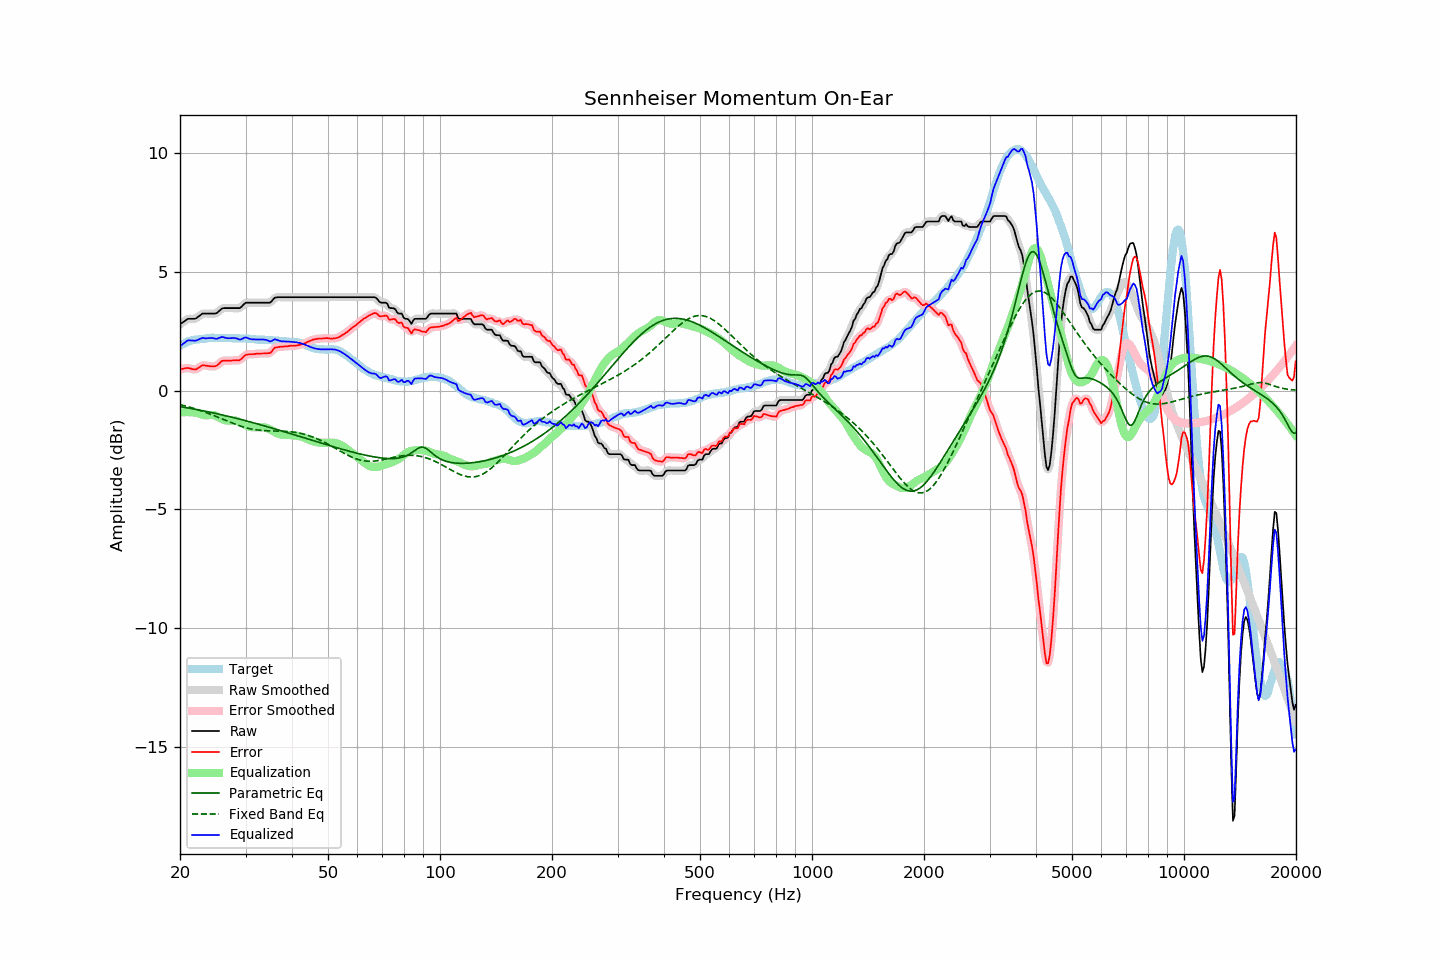 Sennheiser Momentum On-Ear
10
5
0
−5
−10
−15
Amplitude (dBr)
Target
Raw Smoothed
Error Smoothed
Raw
Error
Equalization
Parametric Eq
Fixed Band Eq
Equalized
20 50 100 200 500 1000 2000 5000 10000 20000
Frequency (Hz)